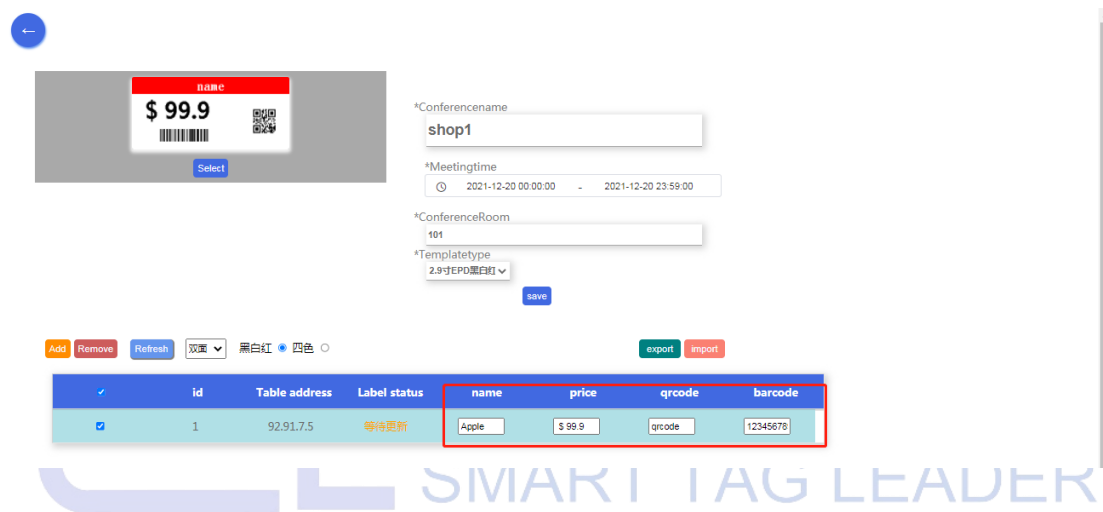 ←
name
$ 99.9
Select
*Conferencename
shop1
*Meetingtime
2021-12-20 00:00:00 - 2021-12-20 23:59:00
*ConferenceRoom
101
*Templatetype
2.9寸EPD黑白红
save
Add Remove Refresh 双面 黑白红 四色 export import
id Table address Label status name price qrcode barcode
1 92.91.7.5 等待更新 Apple $ 99.9 qrcode 12345678
SMART TAG LEADER